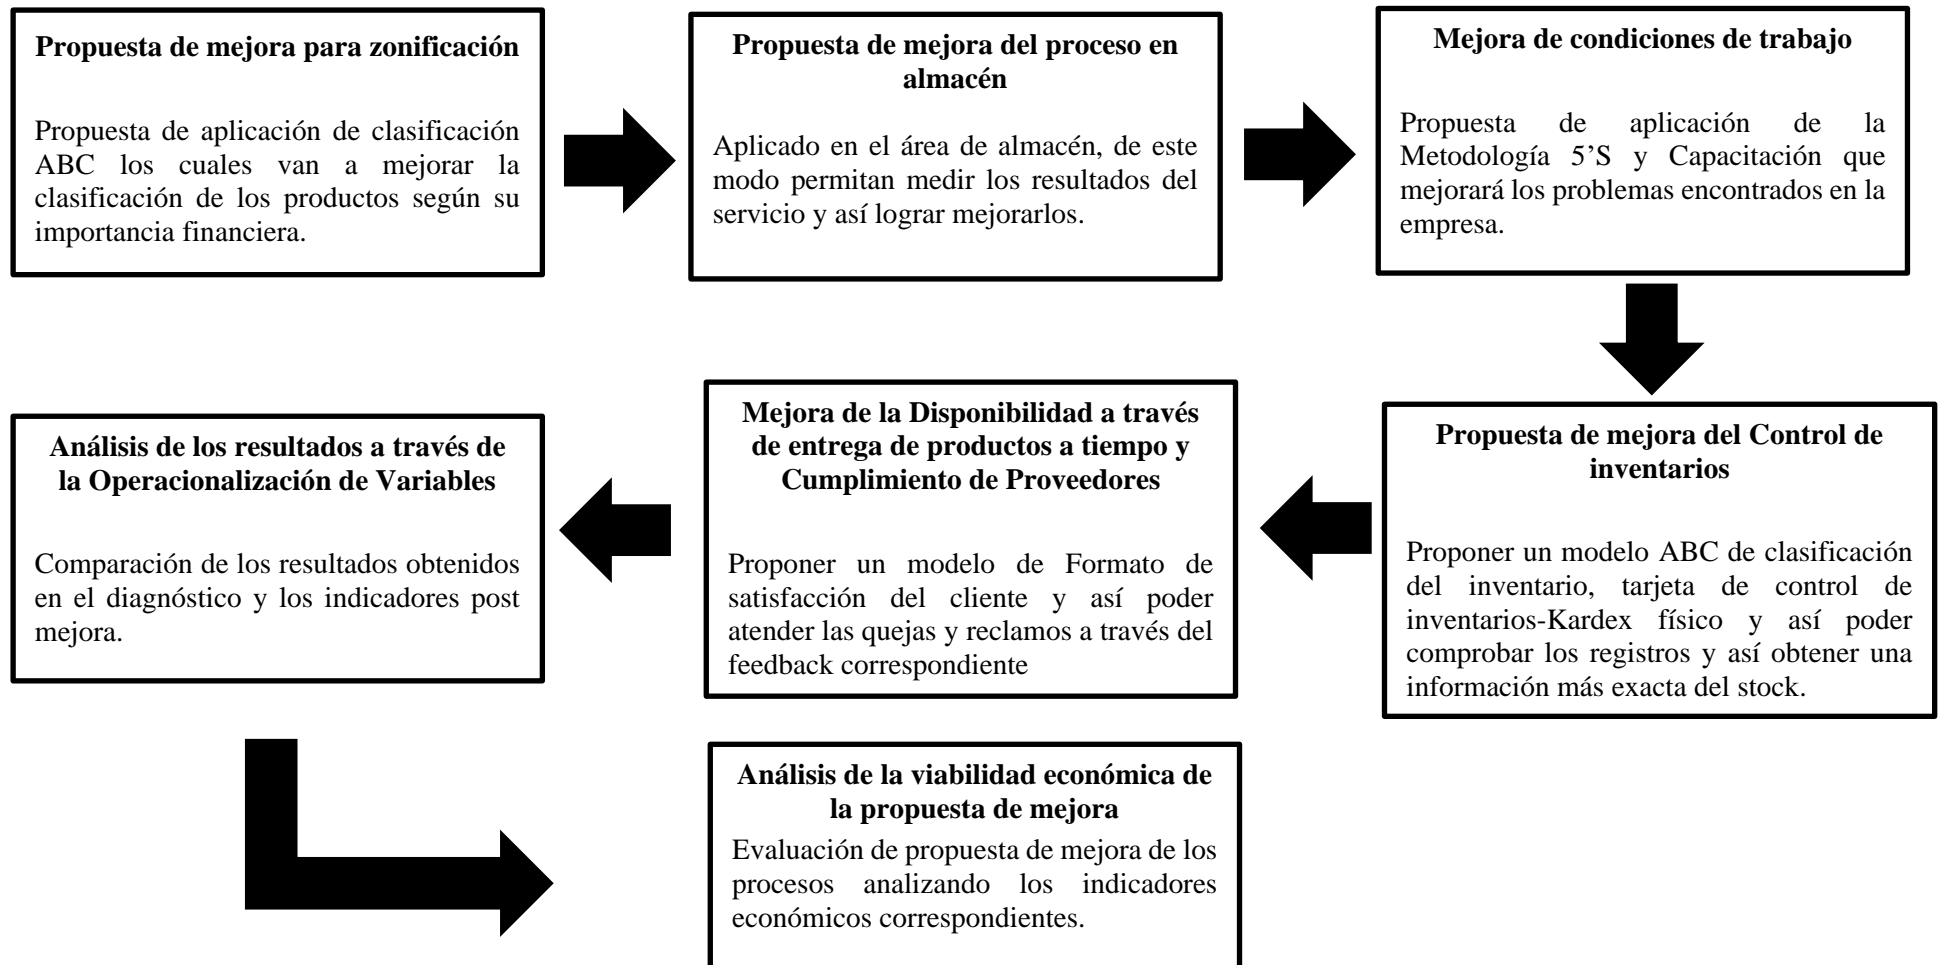 Propuesta de mejora para zonificación
Propuesta de aplicación de clasificación
ABC los cuales van a mejorar la
clasificación de los productos según su
importancia financiera.
Propuesta de mejora del proceso en
almacén
Aplicado en el área de almacén, de este
modo permitan medir los resultados del
servicio y así lograr mejorarlos.
Mejora de condiciones de trabajo
Propuesta de aplicación de la
Metodología 5’S y Capacitación que
mejorará los problemas encontrados en la
empresa.
Propuesta de mejora del Control de
inventarios
Proponer un modelo ABC de clasificación
del inventario, tarjeta de control de
inventarios-Kardex físico y así poder
comprobar los registros y así obtener una
información más exacta del stock.
Mejora de la Disponibilidad a través
de entrega de productos a tiempo y
Cumplimiento de Proveedores
Proponer un modelo de Formato de
satisfacción del cliente y así poder
atender las quejas y reclamos a través del
feedback correspondiente
Análisis de los resultados a través de
la Operacionalización de Variables
Comparación de los resultados obtenidos
en el diagnóstico y los indicadores post
mejora.
Análisis de la viabilidad económica de
la propuesta de mejora
Evaluación de propuesta de mejora de los
procesos analizando los indicadores
económicos correspondientes.